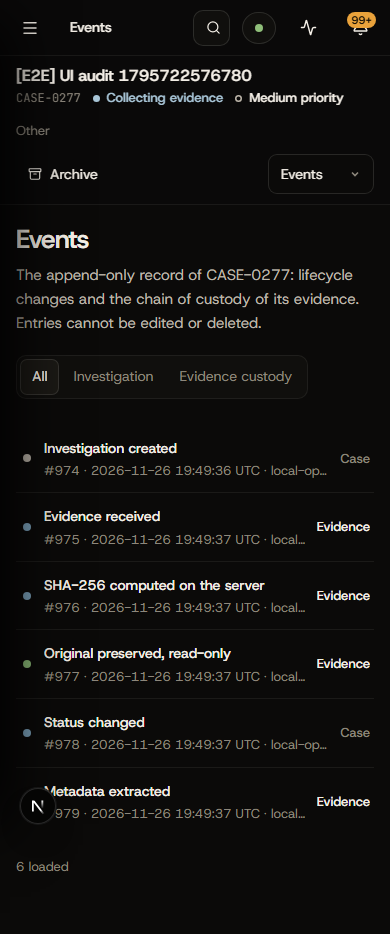 Events
99+
[E2E] UI audit 1795722576780
CASE-0277 Collecting evidence Medium priority
Other
Archive Events
Events
The append-only record of CASE-0277: lifecycle
changes and the chain of custody of its evidence.
Entries cannot be edited or deleted.
All Investigation Evidence custody
Investigation created
#974 · 2026-11-26 19:49:36 UTC · local-op... Case
Evidence received
#975 · 2026-11-26 19:49:37 UTC · local... Evidence
SHA-256 computed on the server
#976 · 2026-11-26 19:49:37 UTC · local... Evidence
Original preserved, read-only
#977 · 2026-11-26 19:49:37 UTC · local... Evidence
Status changed
#978 · 2026-11-26 19:49:37 UTC · local-op... Case
Metadata extracted
N
979 · 2026-11-26 19:49:37 UTC · local... Evidence
6 loaded